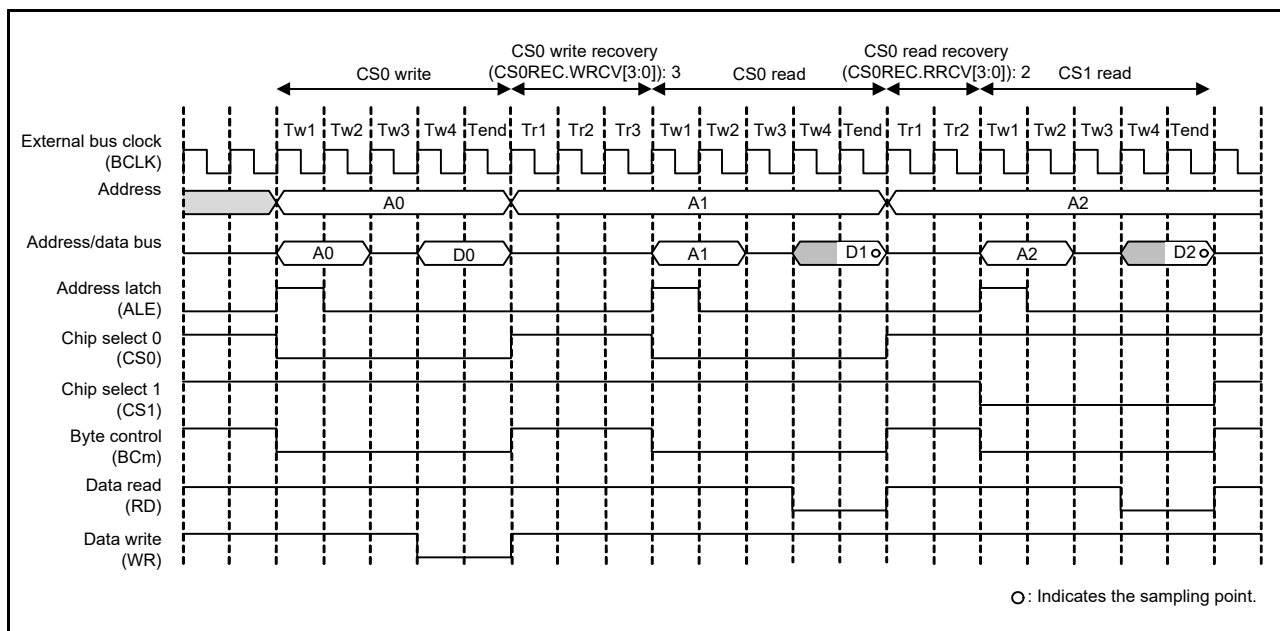 CS0 write recovery
(CS0REC.WRCV[3:0]): 3
CS0 read recovery
(CS0REC.RRCV[3:0]): 2
CS0 write
CS0 read
CS1 read
Tw1 Tw2 Tw3 Tw4 Tend Tr1 Tr2 Tr3 Tw1 Tw2 Tw3 Tw4 Tend Tr1 Tr2 Tw1 Tw2 Tw3 Tw4 Tend
External bus clock
(BCLK)
Address
A0 A1 A2
Address/data bus
A0 D0 A1 D1 A2 D2
Address latch
(ALE)
Chip select 0
(CS0)
Chip select 1
(CS1)
Byte control
(BCm)
Data read
(RD)
Data write
(WR)
: Indicates the sampling point.